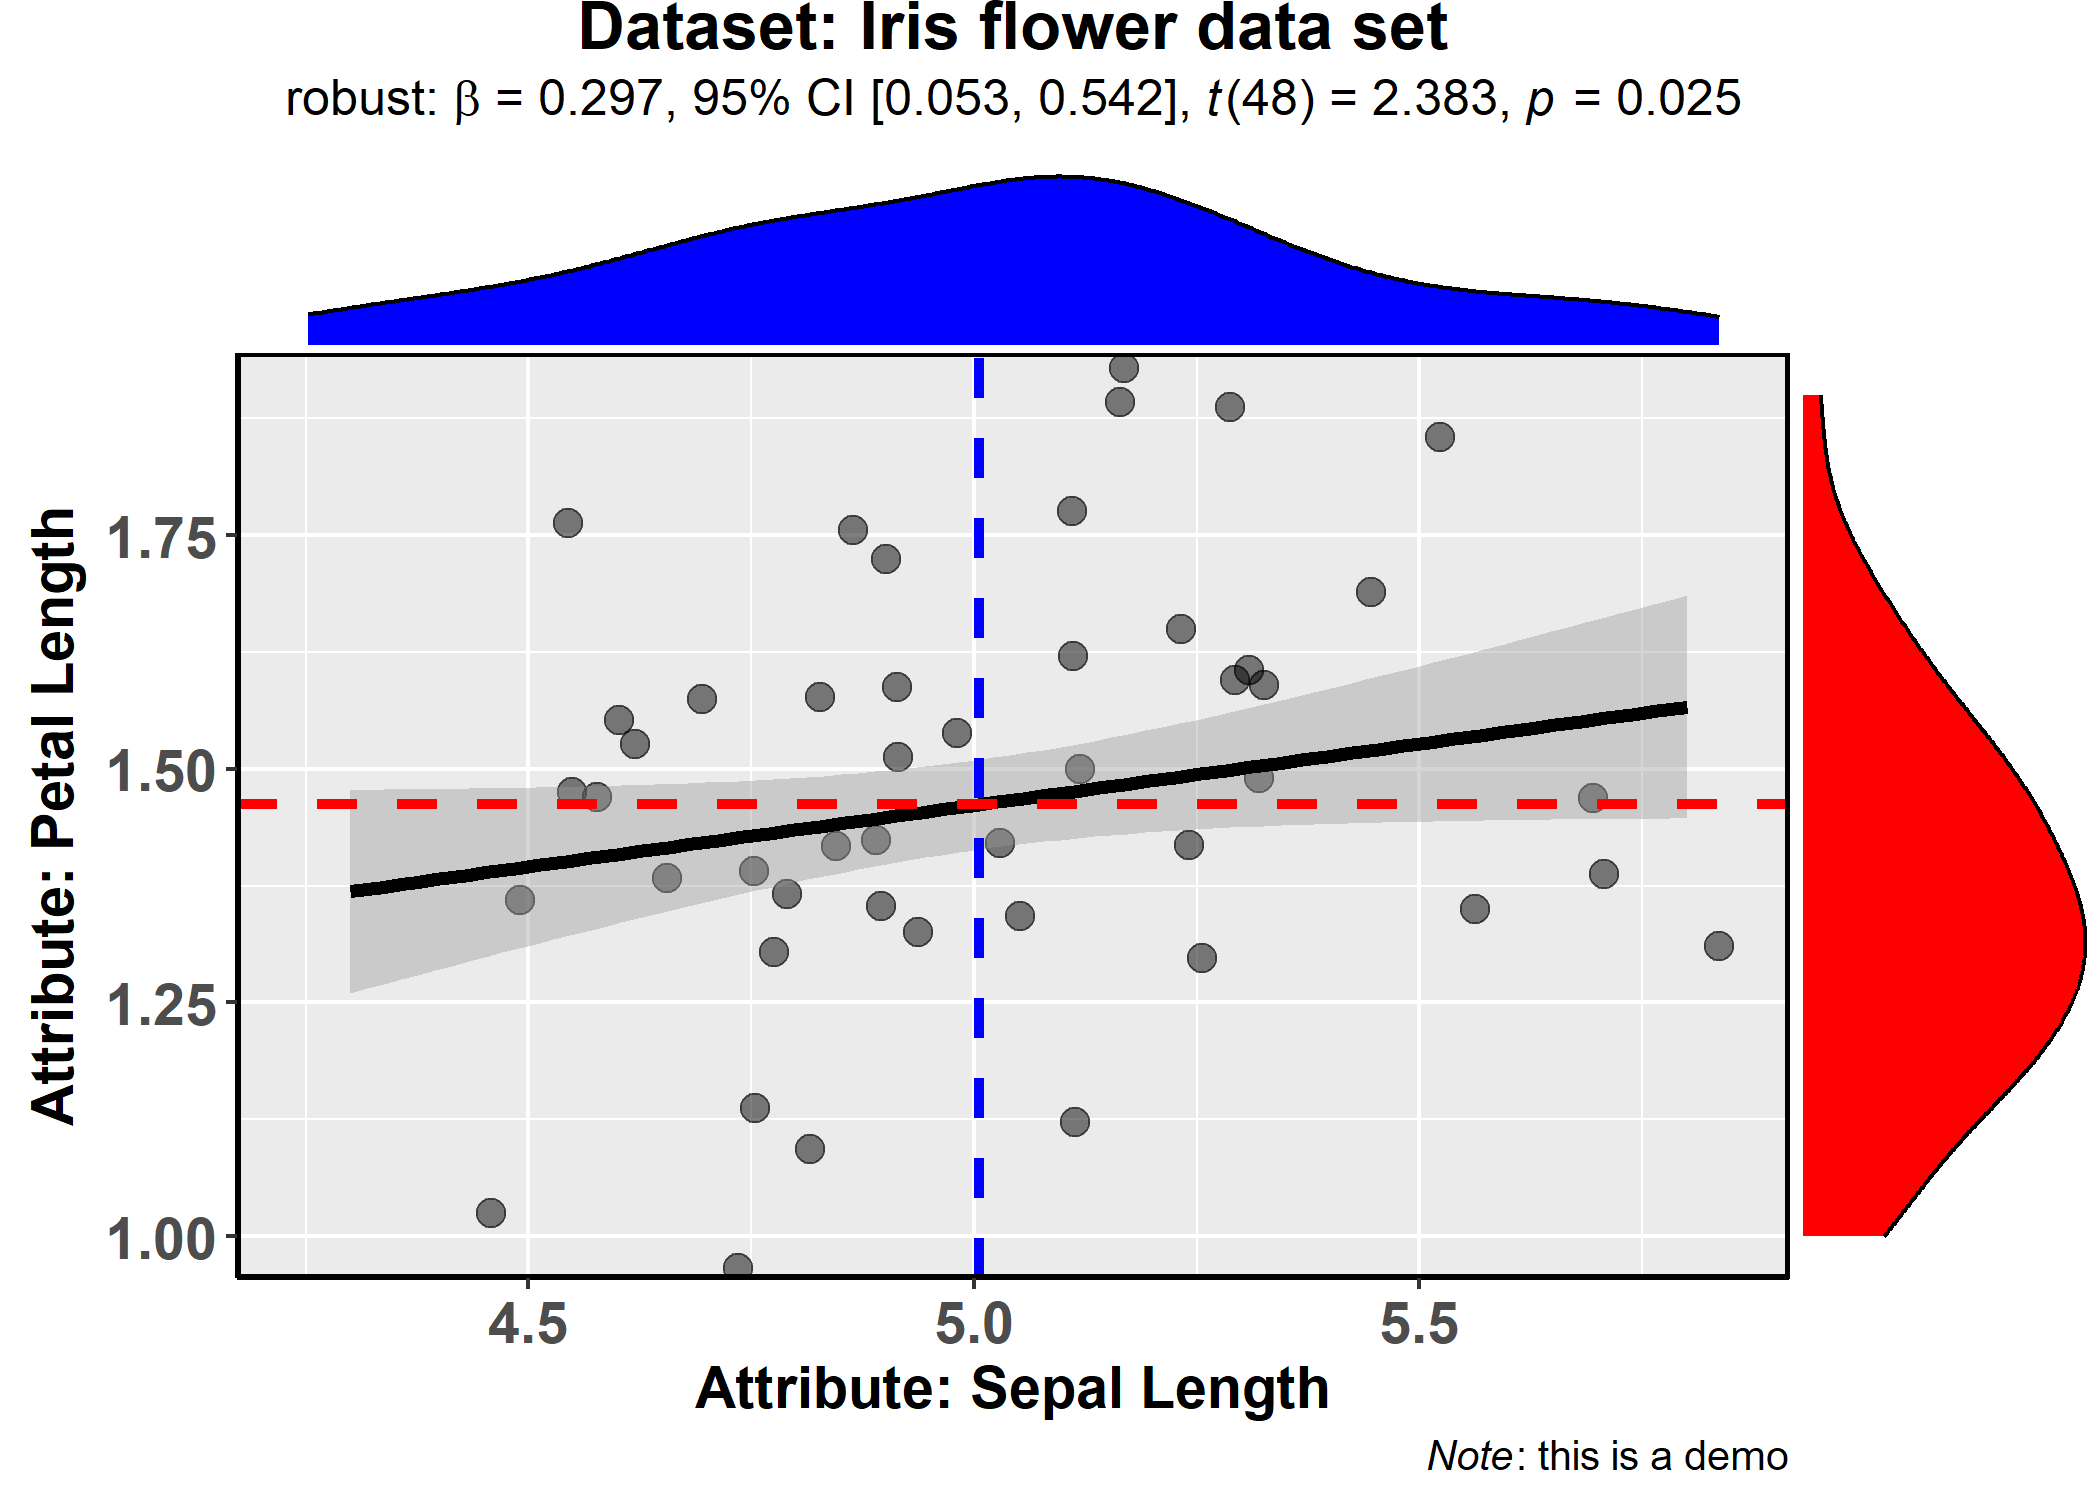 Dataset: Iris flower data set
robust: β = 0.297, 95% CI [0.053, 0.542], t(48) = 2.383, p = 0.025
Attribute: Petal Length
1.75
1.50
1.25
1.00
4.5 5.0 5.5
Attribute: Sepal Length
Note: this is a demo